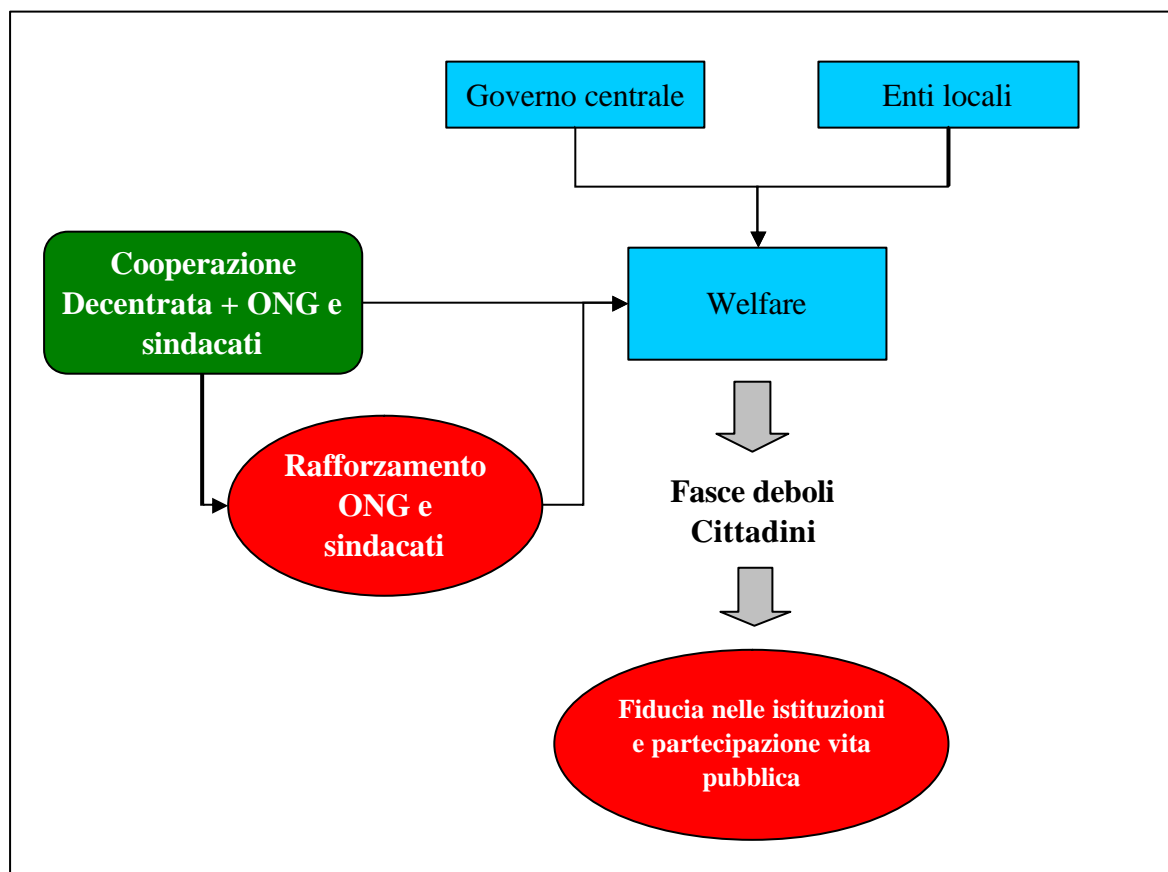 Governo centrale
Enti locali
Cooperazione
Decentrata + ONG e
sindacati
Welfare
Rafforzamento
ONG e
sindacati
Fasce deboli
Cittadini
Fiducia nelle istituzioni
e partecipazione vita
pubblica